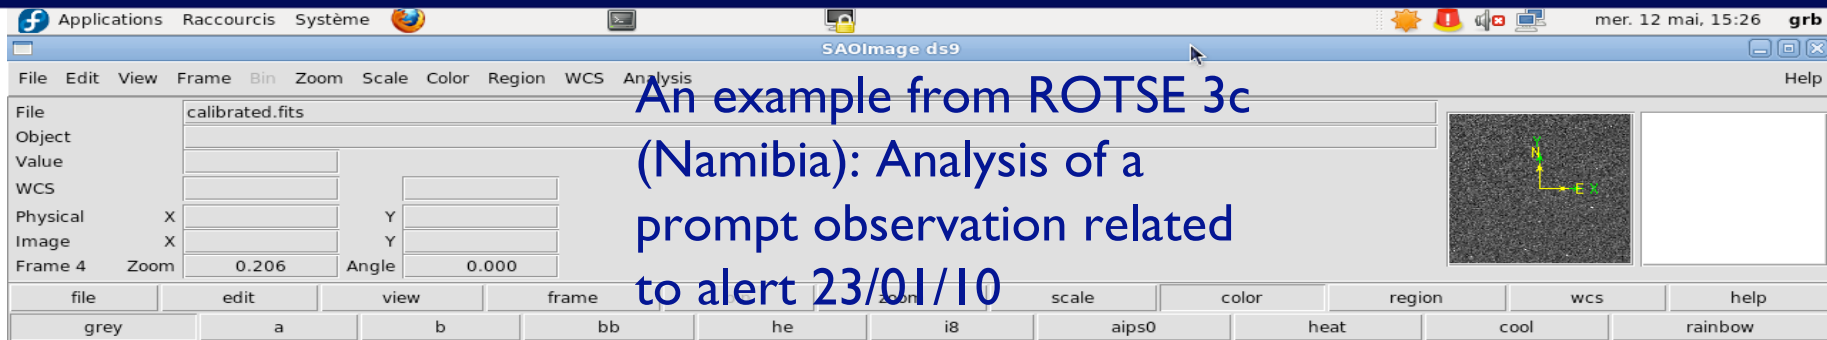 Applications Raccourcis Système mer. 12 mai, 15:26 grb
SAOImage ds9
File Edit View Frame Bin Zoom Scale Color Region WCS Analysis Help
An example from ROTSE 3c
(Namibia): Analysis of a
prompt observation related
to alert 23/01/10
File calibrated.fits
Object
Value
WCS
Physical X Y
Image X Y
Frame 4 Zoom 0.206 Angle 0.000
N
E X
file edit view frame zoom scale color region wcs help
grey a b bb he i8 aips0 heat cool rainbow